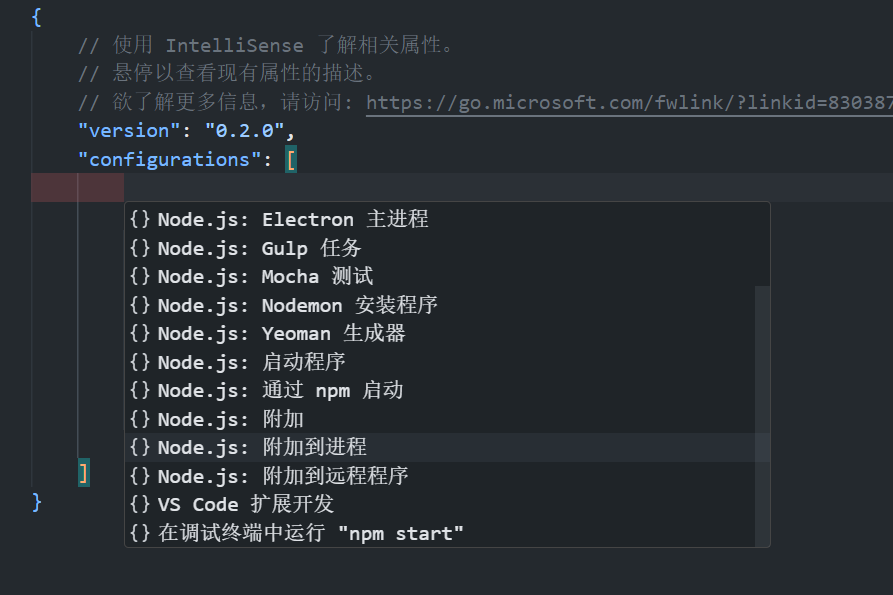 {
// 使用 IntelliSense 了解相关属性。
// 悬停以查看现有属性的描述。
// 欲了解更多信息，请访问: https://go.microsoft.com/fwlink/?linkid=830387
"version": "0.2.0",
"configurations": [
{} Node.js: Electron 主进程
{} Node.js: Gulp 任务
{} Node.js: Mocha 测试
{} Node.js: Nodemon 安装程序
{} Node.js: Yeoman 生成器
{} Node.js: 启动程序
{} Node.js: 通过 npm 启动
{} Node.js: 附加
{} Node.js: 附加到进程
{} Node.js: 附加到远程程序
{} VS Code 扩展开发
{} 在调试终端中运行 "npm start"
]
}